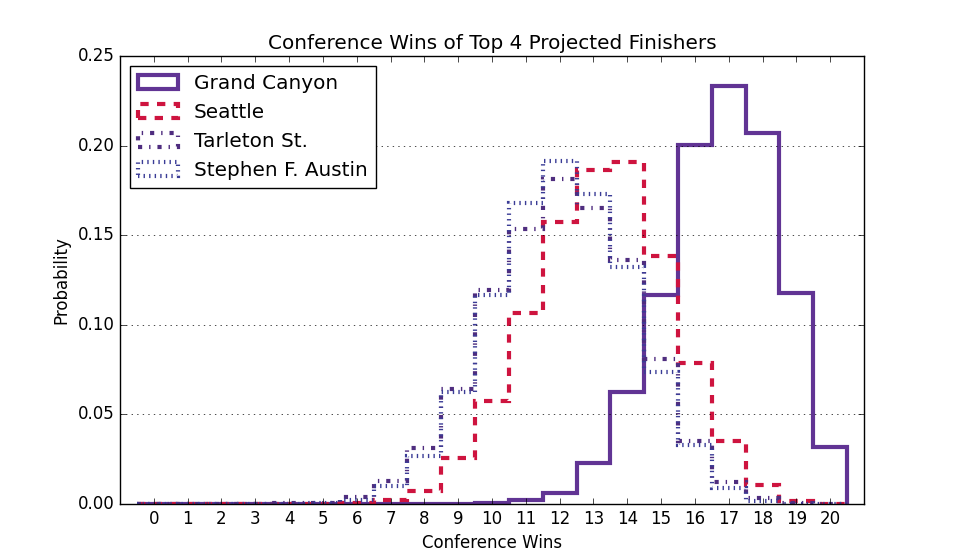 Conference Wins of Top 4 Projected Finishers
Grand Canyon
Seattle
Tarleton St.
Stephen F. Austin
0.25
0.20
0.15
0.10
0.05
0.00
Probability
0 1 2 3 4 5 6 7 8 9 10 11 12 13 14 15 16 17 18 19 20
Conference Wins